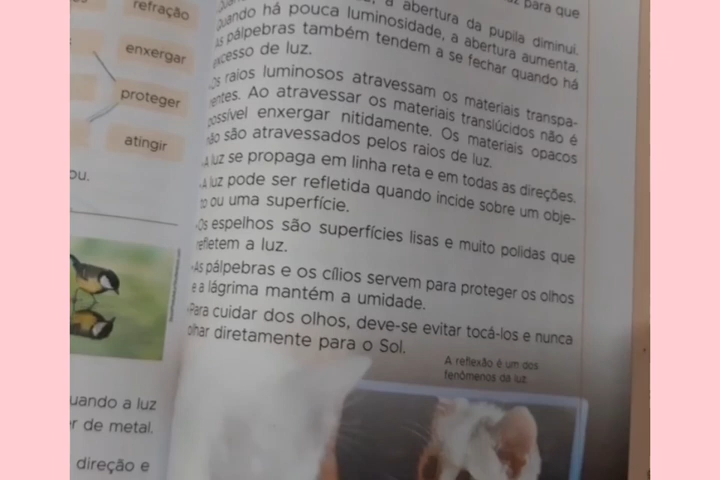 refração
enxergar
proteger
atingir
ou.
uando a luz
r de metal.
direção e
para que
a abertura da pupila diminui.
Quando há pouca luminosidade, a abertura aumenta.
As pálpebras também tendem a se fechar quando há
excesso de luz.
Os raios luminosos atravessam os materiais transpa-
rentes. Ao atravessar os materiais translúcidos não é
possível enxergar nitidamente. Os materiais opacos
não são atravessados pelos raios de luz.
A luz se propaga em linha reta e em todas as direções.
A luz pode ser refletida quando incide sobre um obje-
to ou uma superfície.
Os espelhos são superfícies lisas e muito polidas que
refletem a luz.
As pálpebras e os cílios servem para proteger os olhos
e a lágrima mantém a umidade.
Para cuidar dos olhos, deve-se evitar tocá-los e nunca
olhar diretamente para o Sol.
A reflexão é um dos
fenômenos da luz.